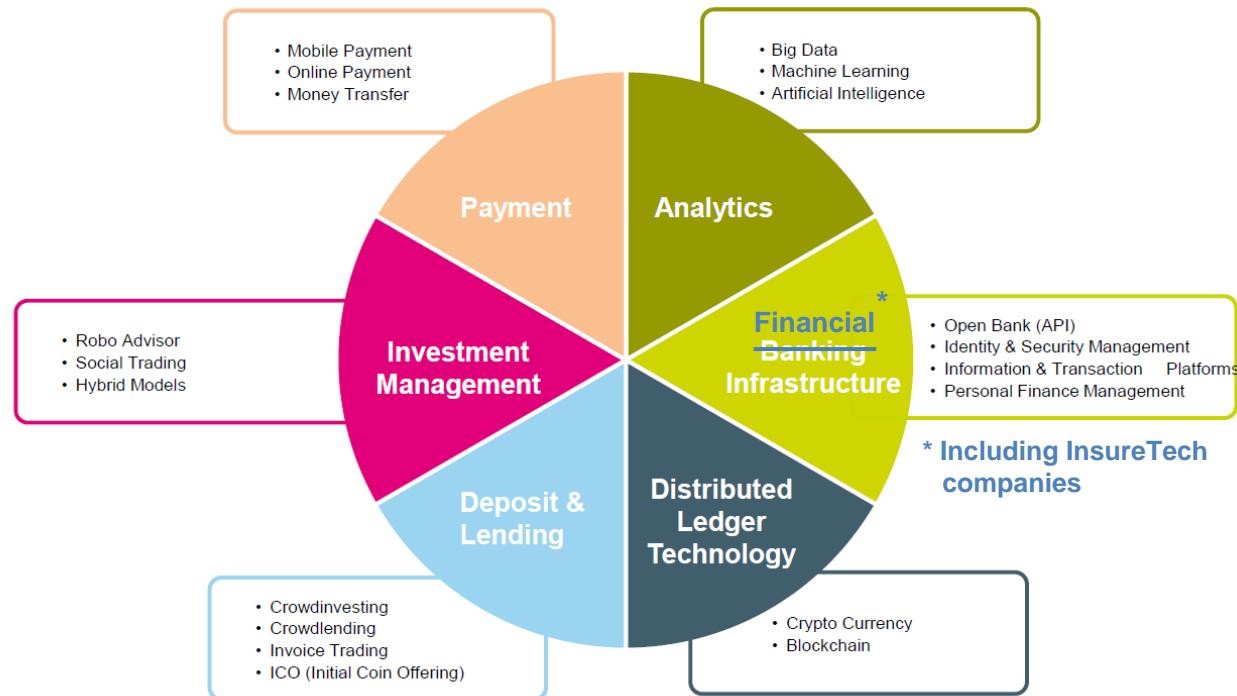 • Mobile Payment
• Online Payment
• Money Transfer
• Big Data
• Machine Learning
• Artificial Intelligence
Payment
Analytics
• Robo Advisor
• Social Trading
• Hybrid Models
Investment
Management
Financial*
Banking
Infrastructure
• Open Bank (API)
• Identity & Security Management
• Information & Transaction Platforms
• Personal Finance Management
* Including InsureTech
companies
Deposit &
Lending
Distributed
Ledger
Technology
• Crowdinvesting
• Crowdlending
• Invoice Trading
• ICO (Initial Coin Offering)
• Crypto Currency
• Blockchain